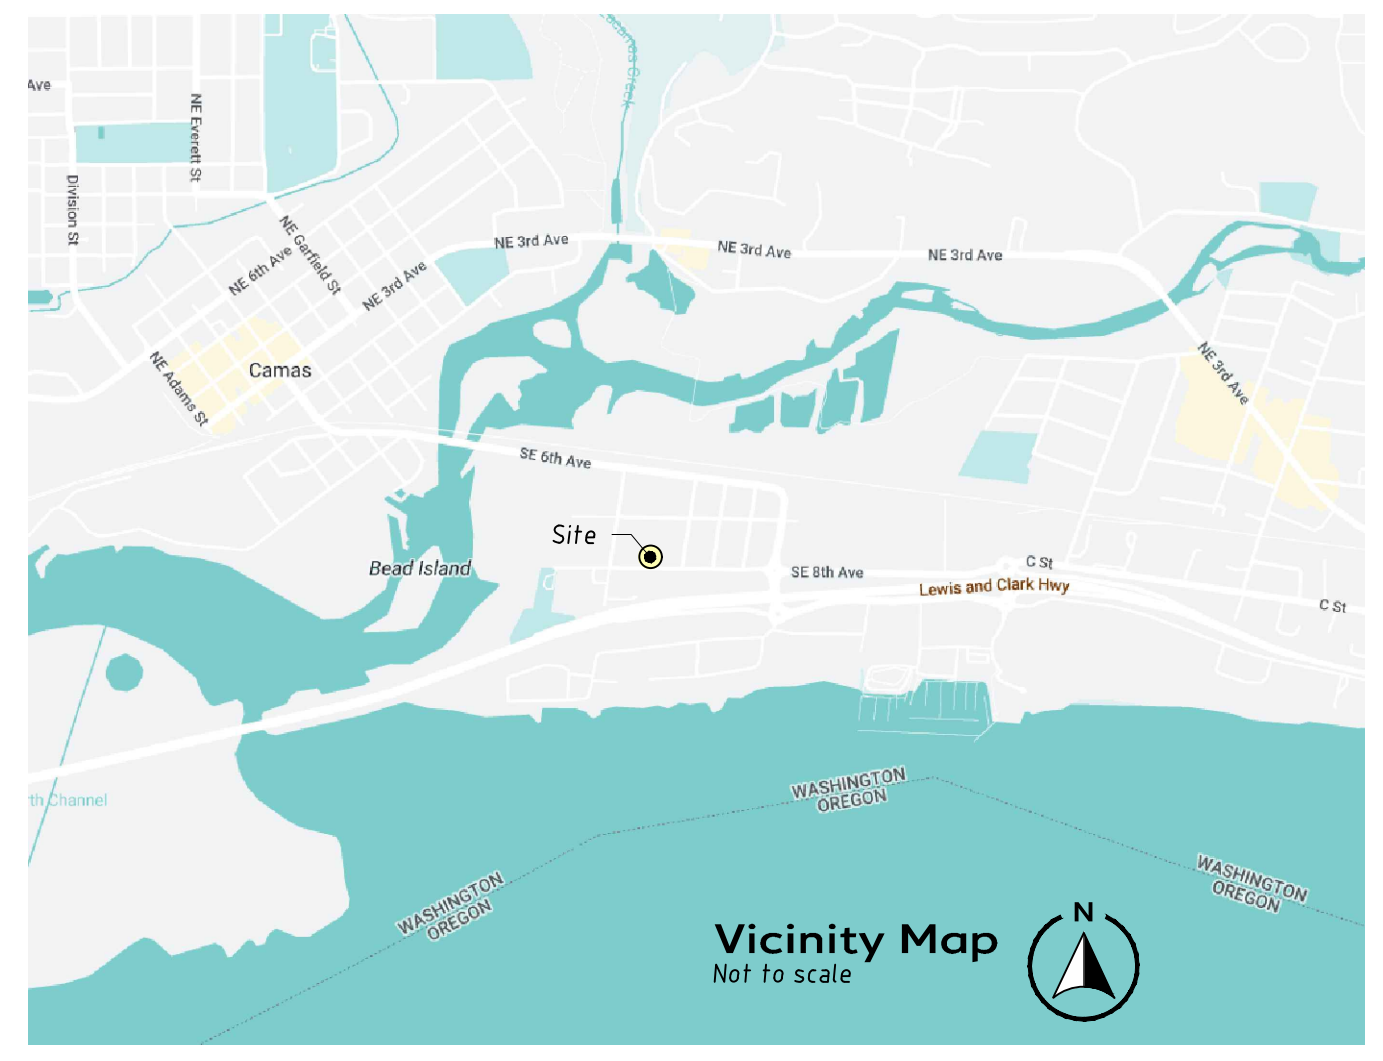 Ave
NE Everett St
Division St
NE Garfield St
NE 6th Ave
NE 3rd Ave
NE 3rd Ave
NE 3rd Ave
NE 3rd Ave
NE 3rd Ave
NE Adams St
Camas
SE 6th Ave
Site
Bead Island
SE 8th Ave
C St
Lewis and Clark Hwy
C St
th Channel
WASHINGTON
OREGON
WASHINGTON
OREGON
WASHINGTON
OREGON
Vicinity Map
Not to scale
N